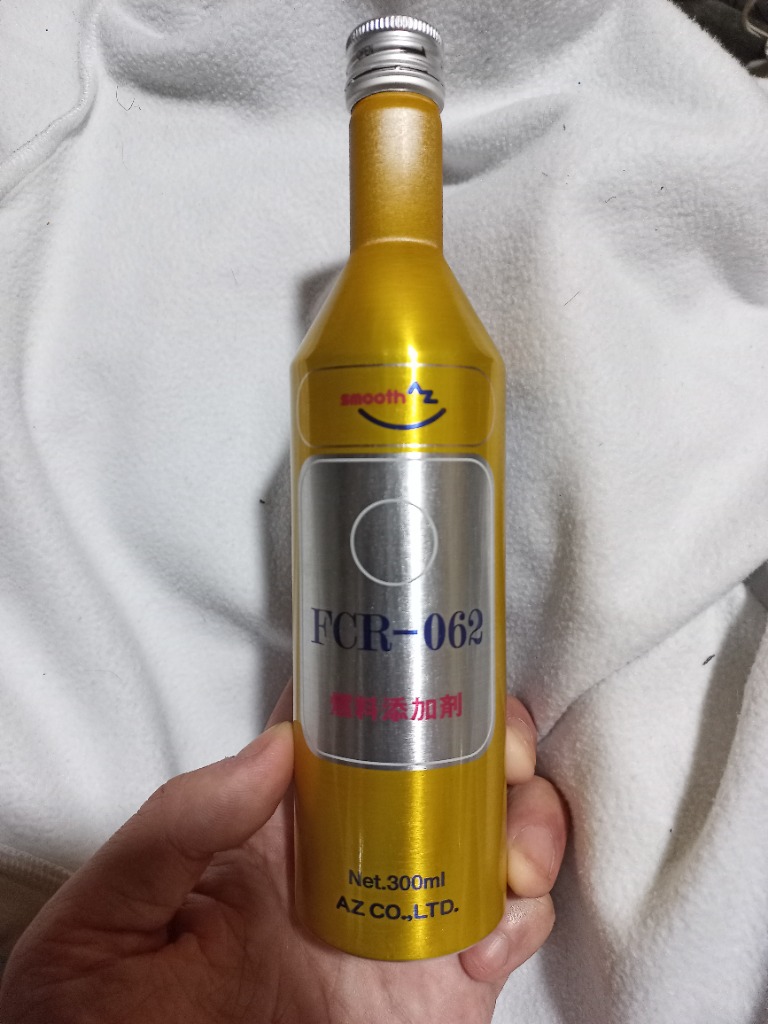 smooth AZ
FCR-062
燃料添加剤
Net.300ml
AZ CO.,LTD.